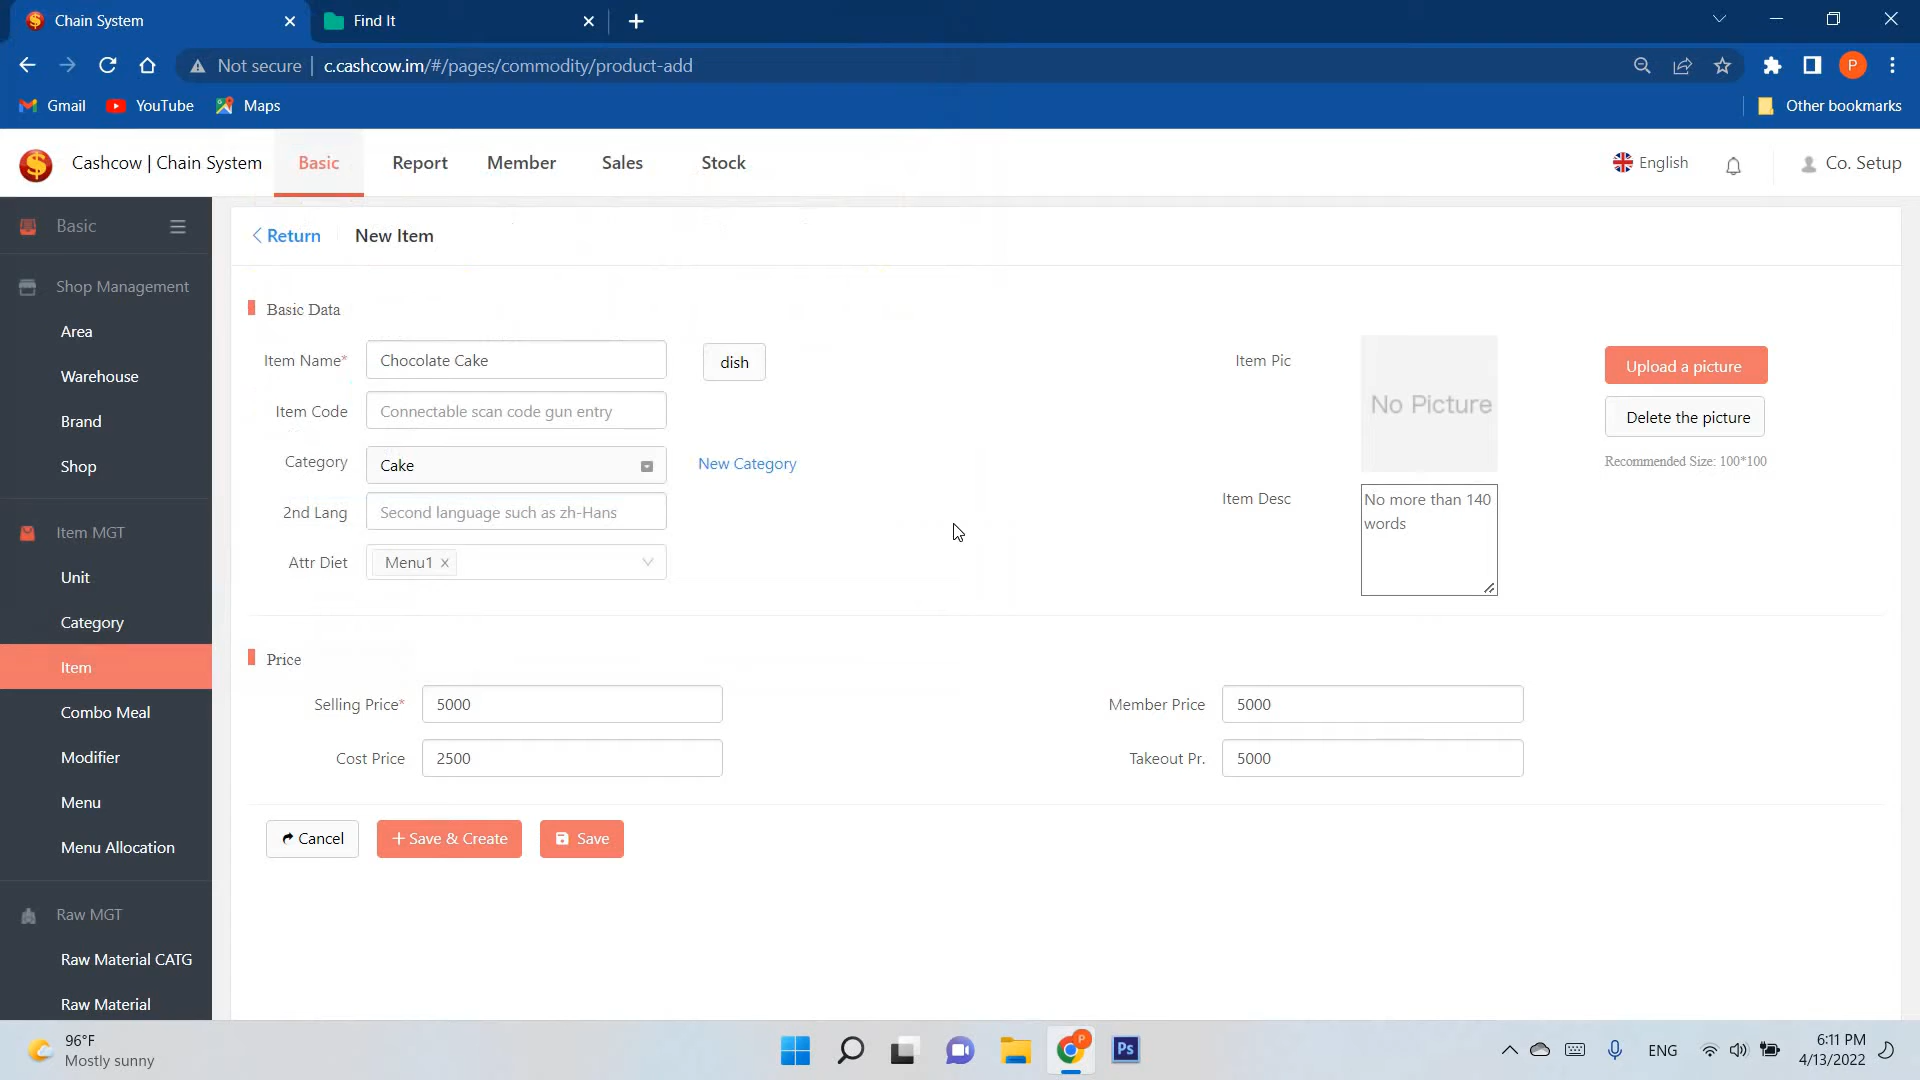 Chain System
Find It
Not secure
c.cashcow.im/#/pages/commodity/product-add
P
Gmail
YouTube
Maps
Other bookmarks
Cashcow | Chain System
Basic
Report
Member
Sales
Stock
English
Co. Setup
Basic
Shop Management
Area
Warehouse
Brand
Shop
Item MGT
Unit
Category
Item
Combo Meal
Modifier
Menu
Menu Allocation
Raw MGT
Raw Material CATG
Raw Material
Return
New Item
Basic Data
Item Name*
Chocolate Cake
dish
Item Code
Connectable scan code gun entry
Category
Cake
New Category
2nd Lang
Second language such as zh-Hans
Attr Diet
Menu1
Item Pic
No Picture
Upload a picture
Delete the picture
Recommended Size: 100*100
Item Desc
No more than 140
words
Price
Selling Price*
5000
Member Price
5000
Cost Price
2500
Takeout Pr.
5000
Cancel
Save & Create
Save
96°F
Mostly sunny
P
Ps
ENG
6:11 PM
4/13/2022